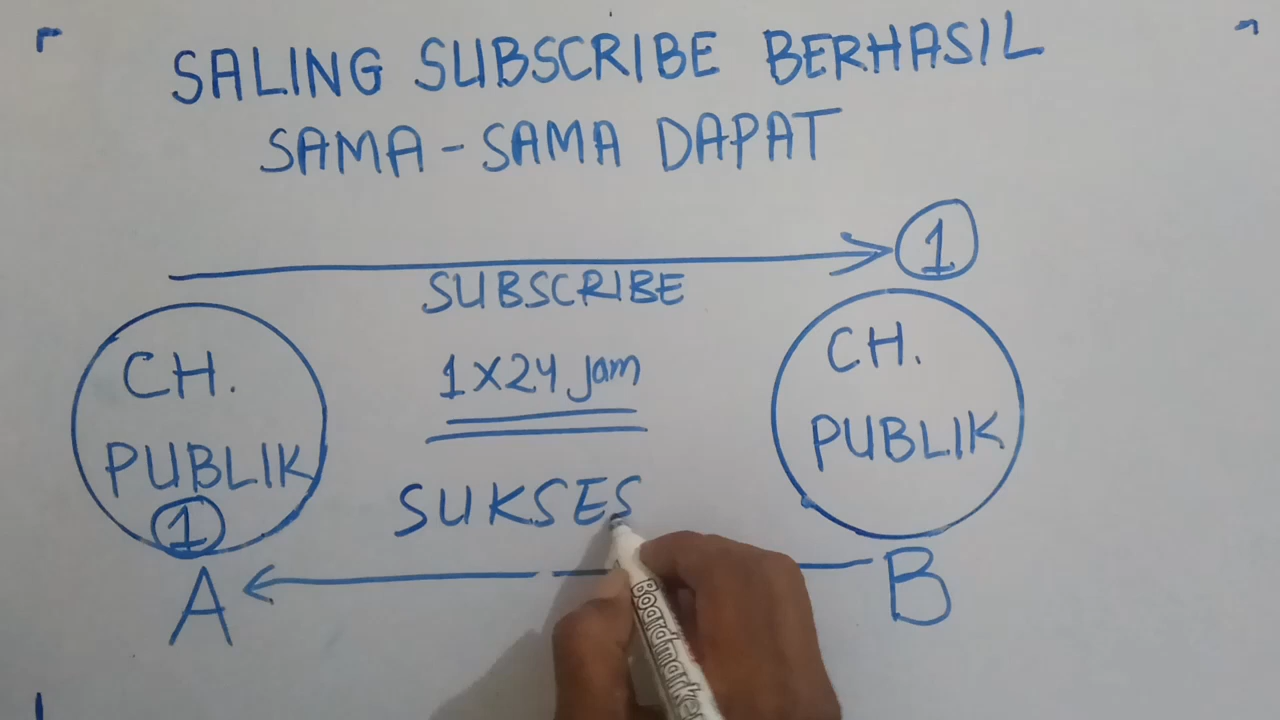 SALING SUBSCRIBE BERHASIL
SAMA-SAMA DAPAT
1
SUBSCRIBE
CH.
PUBLIK
1
A
1X24 jam
SUKSES
CH.
PUBLIK
B
Boardmarker